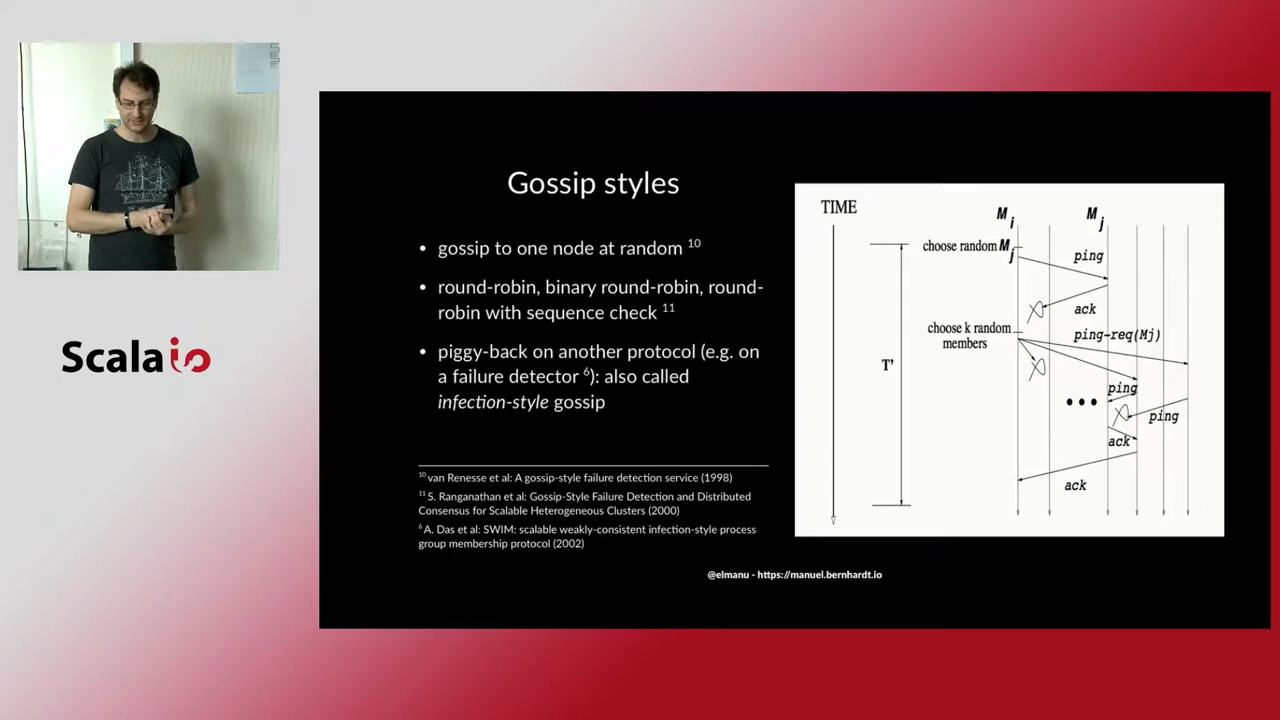 Scala io
Gossip styles
• gossip to one node at random 10
• round-robin, binary round-robin, round-
robin with sequence check 11
• piggy-back on another protocol (e.g. on
a failure detector 6): also called
infection-style gossip
10 van Renesse et al: A gossip-style failure detection service (1998)
11 S. Ranganathan et al: Gossip-Style Failure Detection and Distributed
Consensus for Scalable Heterogeneous Clusters (2000)
6 A. Das et al: SWIM: scalable weakly-consistent infection-style process
group membership protocol (2002)
TIME
M i
M j
choose random M j
ping
ack
choose k random
members
ping-req(Mj)
T'
ping
ping
ack
ack
@elmanu - https://manuel.bernhardt.io